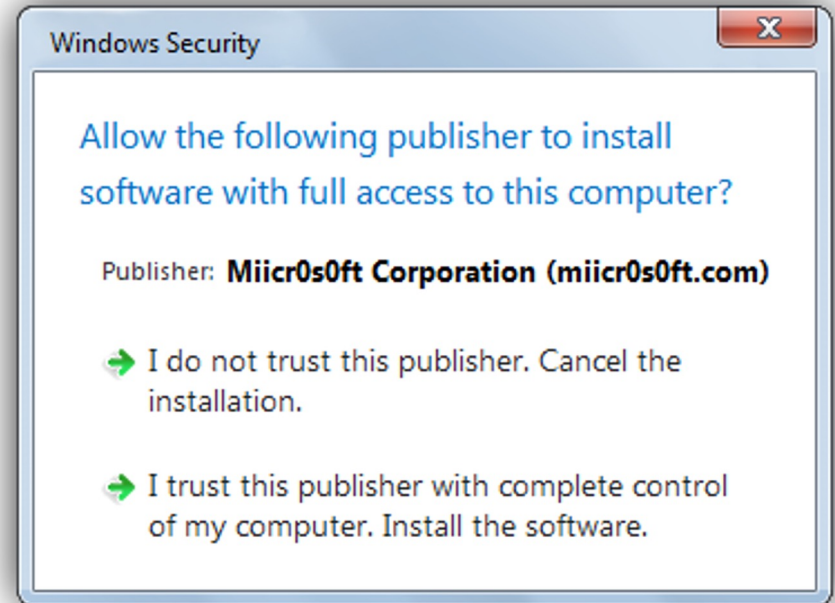 Windows Security
Allow the following publisher to install
software with full access to this computer?
Publisher: Miicr0s0ft Corporation (miicr0s0ft.com)
I do not trust this publisher. Cancel the
installation.
I trust this publisher with complete control
of my computer. Install the software.